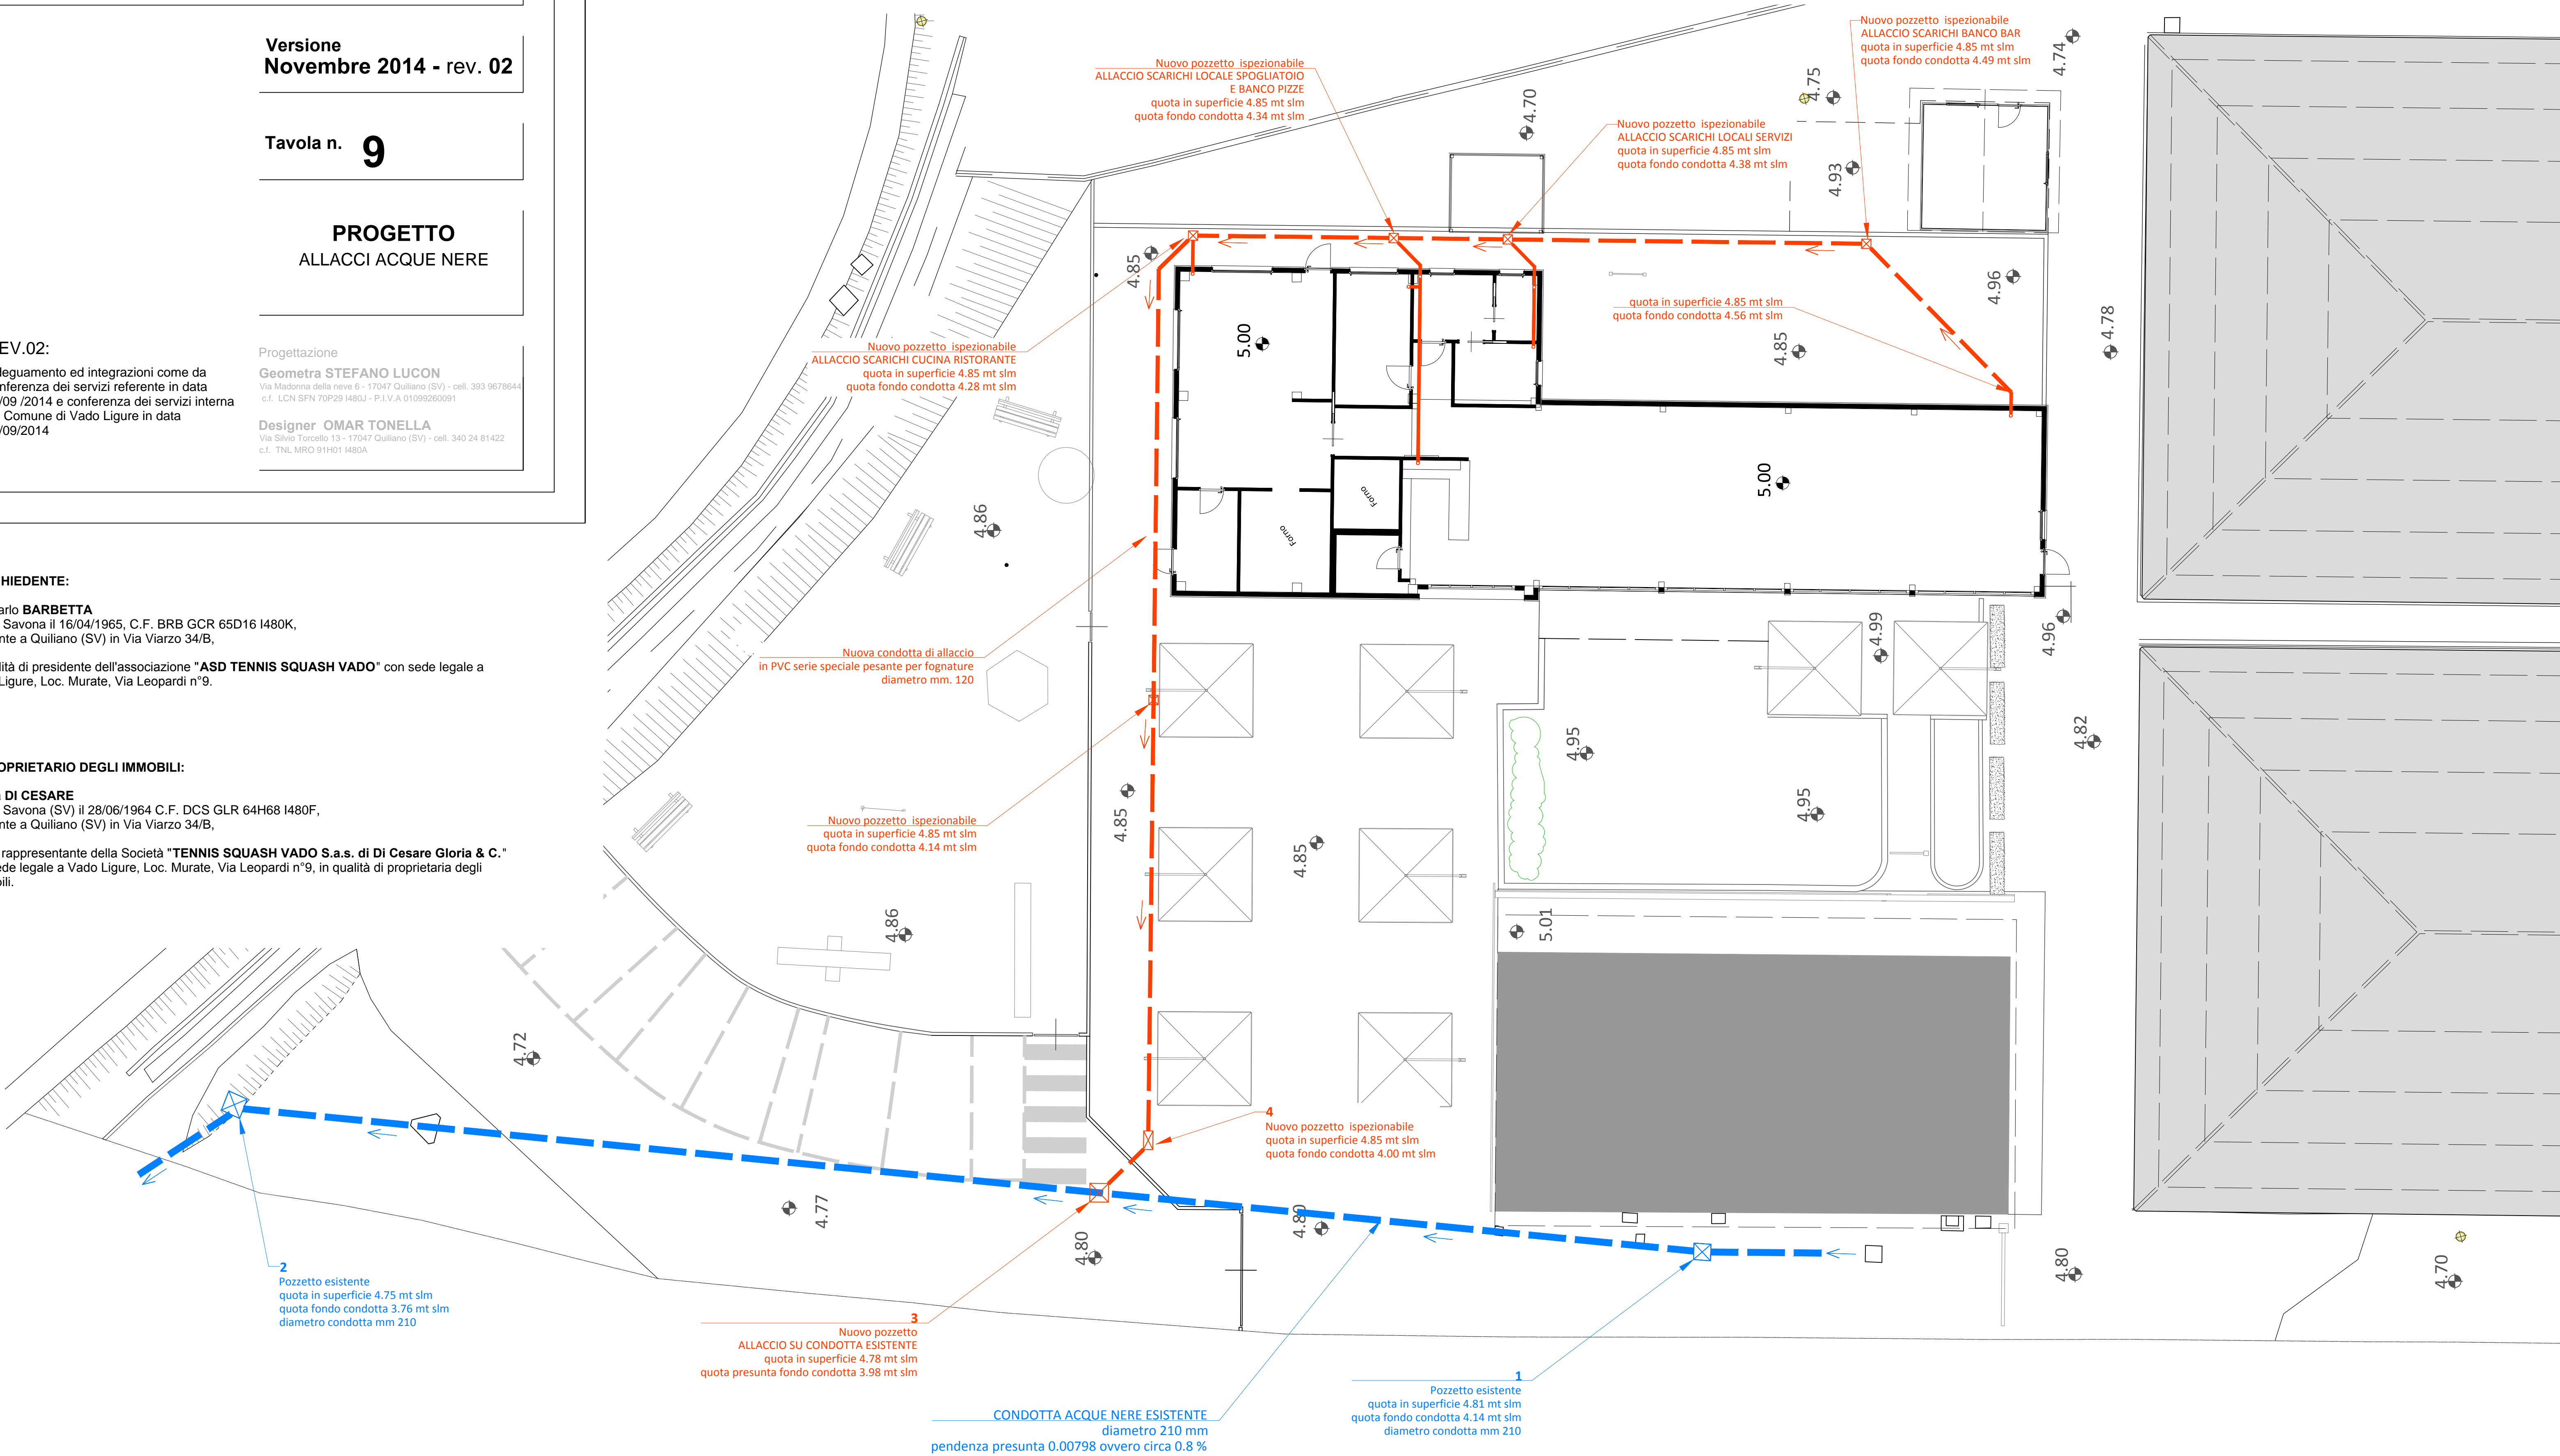 Versione
Novembre 2014 - rev. 02
Tavola n. 9
PROGETTO
ALLACCI ACQUE NERE
EV.02:
leguamento ed integrazioni come da
nferenza dei servizi referente in data
/09 /2014 e conferenza dei servizi interna
Comune di Vado Ligure in data
/09/2014
Progettazione
Geometra STEFANO LUCON
Via Madonna della neve 6 - 17047 Quiliano (SV) - cell. 393 9678644
c.f. LCN SFN 70P29 I480J - P.I.V.A 01099260091
Designer OMAR TONELLA
Via Silvio Torcello 13 - 17047 Quiliano (SV) - cell. 340 24 81422
c.f. TNL MRO 91H01 I480A
HIEDENTE:
arlo BARBETTA
Savona il 16/04/1965, C.F. BRB GCR 65D16 I480K,
nte a Quiliano (SV) in Via Viarzo 34/B,
lità di presidente dell'associazione "ASD TENNIS SQUASH VADO" con sede legale a
Ligure, Loc. Murate, Via Leopardi n°9.
OPRIETARIO DEGLI IMMOBILI:
DI CESARE
Savona (SV) il 28/06/1964 C.F. DCS GLR 64H68 I480F,
nte a Quiliano (SV) in Via Viarzo 34/B,
rappresentante della Società "TENNIS SQUASH VADO S.a.s. di Di Cesare Gloria & C."
ede legale a Vado Ligure, Loc. Murate, Via Leopardi n°9, in qualità di proprietaria degli
bili.
Nuovo pozzetto ispezionabile
ALLACCIO SCARICHI LOCALE SPOGLIATOIO
E BANCO PIZZE
quota in superficie 4.85 mt slm
quota fondo condotta 4.34 mt slm
Nuovo pozzetto ispezionabile
ALLACCIO SCARICHI LOCALI SERVIZI
quota in superficie 4.85 mt slm
quota fondo condotta 4.38 mt slm
Nuovo pozzetto ispezionabile
ALLACCIO SCARICHI BANCO BAR
quota in superficie 4.85 mt slm
quota fondo condotta 4.49 mt slm
4.70
4.75
4.74
4.93
4.85
4.96
quota in superficie 4.85 mt slm
quota fondo condotta 4.56 mt slm
4.85
4.78
5.00
Nuovo pozzetto ispezionabile
ALLACCIO SCARICHI CUCINA RISTORANTE
quota in superficie 4.85 mt slm
quota fondo condotta 4.28 mt slm
5.00
Forno
Forno
4.86
Nuova condotta di allaccio
in PVC serie speciale pesante per fognature
diametro mm. 120
4.99
4.96
4.82
4.95
4.95
4.85
4.85
Nuovo pozzetto ispezionabile
quota in superficie 4.85 mt slm
quota fondo condotta 4.14 mt slm
4.86
5.01
4.72
4
Nuovo pozzetto ispezionabile
quota in superficie 4.85 mt slm
quota fondo condotta 4.00 mt slm
4.77
4.80
4.80
4.80
4.70
2
Pozzetto esistente
quota in superficie 4.75 mt slm
quota fondo condotta 3.76 mt slm
diametro condotta mm 210
3
Nuovo pozzetto
ALLACCIO SU CONDOTTA ESISTENTE
quota in superficie 4.78 mt slm
quota presunta fondo condotta 3.98 mt slm
1
Pozzetto esistente
quota in superficie 4.81 mt slm
quota fondo condotta 4.14 mt slm
diametro condotta mm 210
CONDOTTA ACQUE NERE ESISTENTE
diametro 210 mm
pendenza presunta 0.00798 ovvero circa 0.8 %